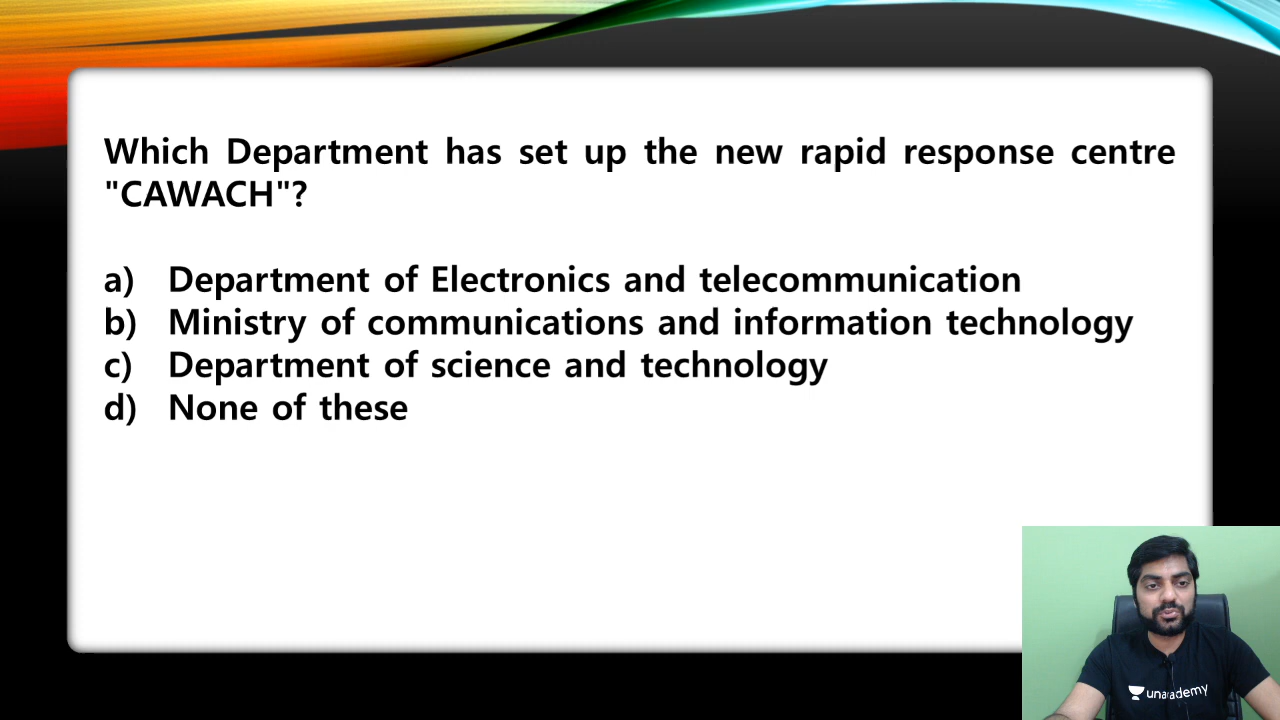 Which Department has set up the new rapid response centre
"CAWACH"?
a) Department of Electronics and telecommunication
b) Ministry of communications and information technology
c) Department of science and technology
d) None of these
unacademy